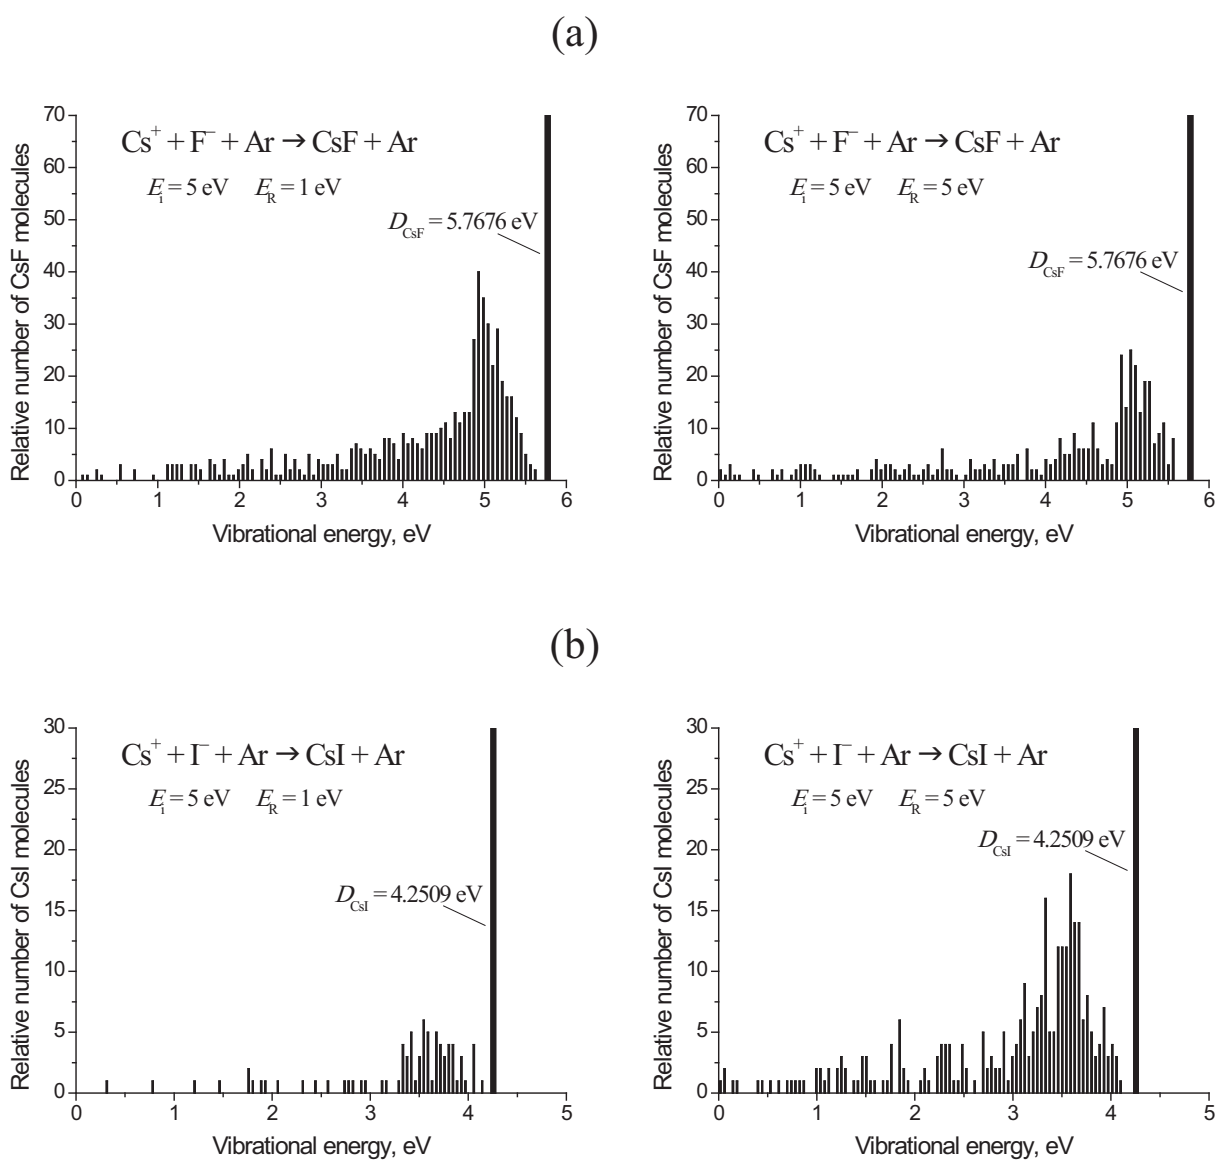 (a)
Cs⁺ + F⁻ + Ar → CsF + Ar
Eᵢ = 5 eV E_R = 1 eV
D_CsF = 5.7676 eV
Relative number of CsF molecules
70
60
50
40
30
20
10
0
0 1 2 3 4 5 6
Vibrational energy, eV
Cs⁺ + F⁻ + Ar → CsF + Ar
Eᵢ = 5 eV E_R = 5 eV
D_CsF = 5.7676 eV
Relative number of CsF molecules
70
60
50
40
30
20
10
0
0 1 2 3 4 5 6
Vibrational energy, eV
(b)
Cs⁺ + I⁻ + Ar → CsI + Ar
Eᵢ = 5 eV E_R = 1 eV
D_CsI = 4.2509 eV
Relative number of CsI molecules
30
25
20
15
10
5
0
0 1 2 3 4 5
Vibrational energy, eV
Cs⁺ + I⁻ + Ar → CsI + Ar
Eᵢ = 5 eV E_R = 5 eV
D_CsI = 4.2509 eV
Relative number of CsI molecules
30
25
20
15
10
5
0
0 1 2 3 4 5
Vibrational energy, eV